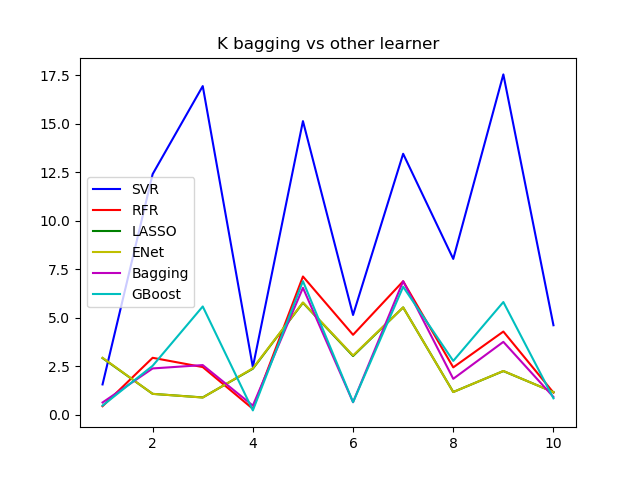 K bagging vs other learner
17.5
15.0
12.5
10.0
7.5
5.0
2.5
0.0
SVR
RFR
LASSO
ENet
Bagging
GBoost
2 4 6 8 10